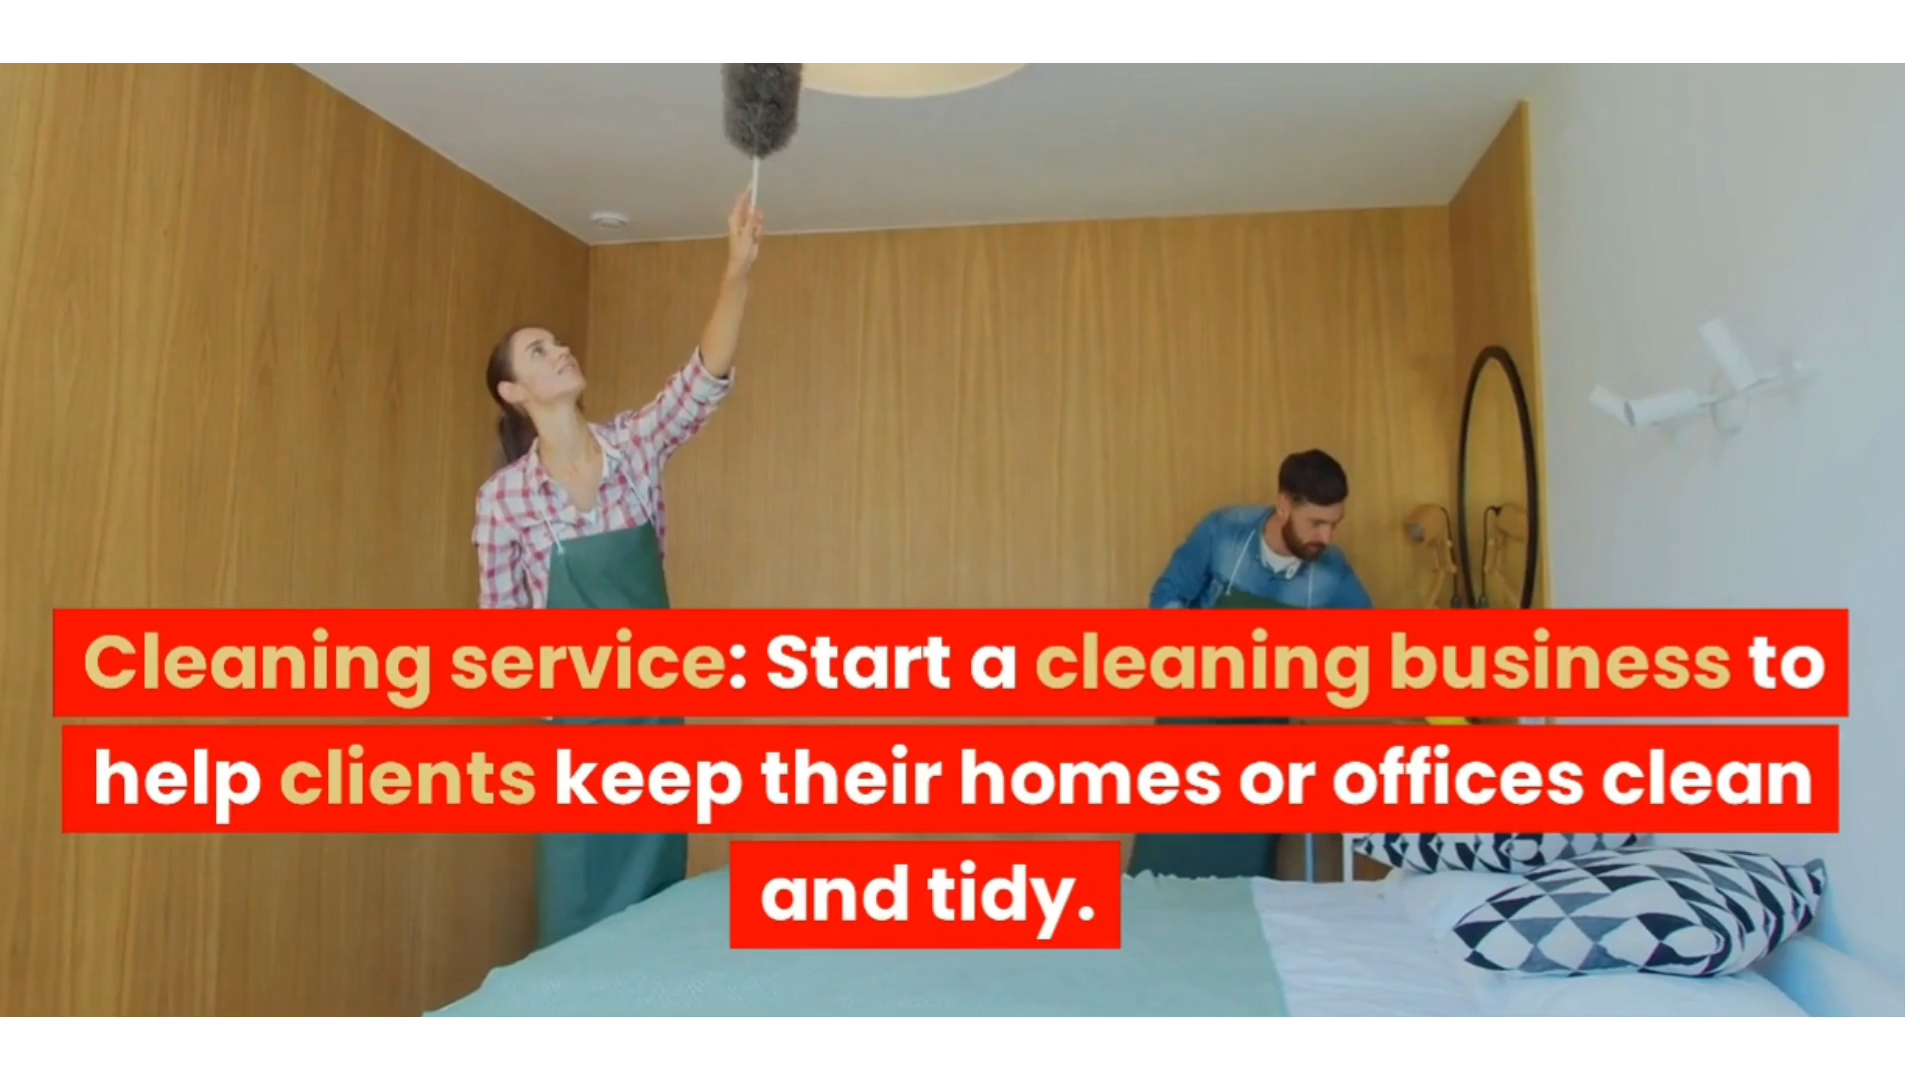 Cleaning service: Start a cleaning business to
help clients keep their homes or offices clean
and tidy.